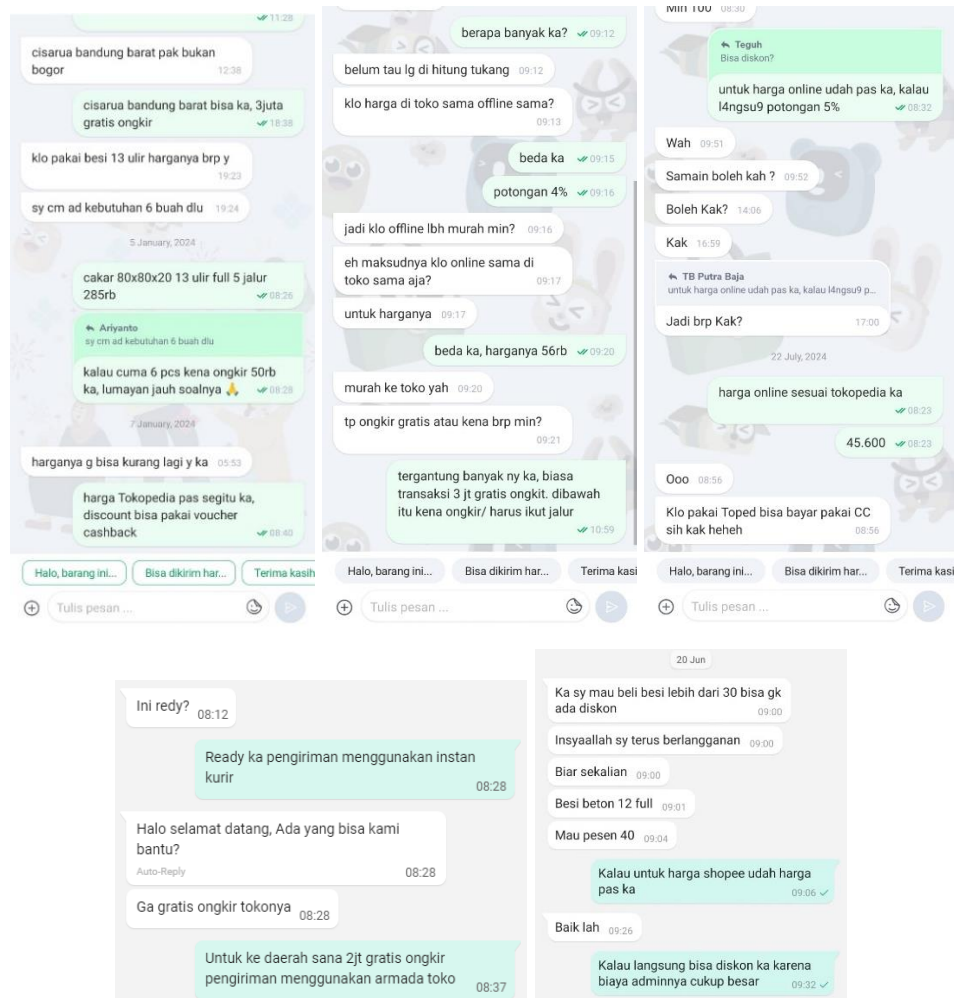 11:28
cisarua bandung barat pak bukan
bogor 12:38
cisarua bandung barat bisa ka, 3juta
gratis ongkir 18:38
klo pakai besi 13 ulir harganya brp y
19:23
sy cm ad kebutuhan 6 buah dlu 19:24
5 January, 2024
cakar 80x80x20 13 ulir full 5 jalur
285rb 08:26
Ariyanto
sy cm ad kebutuhan 6 buah dlu
kalau cuma 6 pcs kena ongkir 50rb
ka, lumayan jauh soalnya 🙏 08:28
7 January, 2024
harganya g bisa kurang lagi y ka 05:53
harga Tokopedia pas segitu ka,
discount bisa pakai voucher
cashback 08:40
Halo, barang ini... Bisa dikirim har... Terima kasih
Tulis pesan ...
berapa banyak ka? 09:12
belum tau lg di hitung tukang 09:12
klo harga di toko sama offline sama?
09:13
beda ka 09:15
potongan 4% 09:16
jadi klo offline lbh murah min? 09:16
eh maksudnya klo online sama di
toko sama aja? 09:17
untuk harganya 09:17
beda ka, harganya 56rb 09:20
murah ke toko yah 09:20
tp ongkir gratis atau kena brp min?
09:21
tergantung banyak ny ka, biasa
transaksi 3 jt gratis ongkit. dibawah
itu kena ongkir/ harus ikut jalur
10:59
Halo, barang ini... Bisa dikirim har... Terima kasi
Tulis pesan ...
Min 100 08:30
Teguh
Bisa diskon?
untuk harga online udah pas ka, kalau
l4ngsu9 potongan 5% 08:32
Wah 09:51
Samain boleh kah ? 09:52
Boleh Kak? 14:06
Kak 16:59
TB Putra Baja
untuk harga online udah pas ka, kalau l4ngsu9 p...
Jadi brp Kak? 17:00
22 July, 2024
harga online sesuai tokopedia ka
08:23
45.600 08:23
Ooo 08:56
Klo pakai Toped bisa bayar pakai CC
sih kak heheh 08:56
Halo, barang ini... Bisa dikirim har... Terima kasi
Tulis pesan ...
Ini redy? 08:12
Ready ka pengiriman menggunakan instan
kurir 08:28
Halo selamat datang, Ada yang bisa kami
bantu?
Auto-Reply 08:28
Ga gratis ongkir tokonya 08:28
Untuk ke daerah sana 2jt gratis ongkir
pengiriman menggunakan armada toko 08:37
20 Jun
Ka sy mau beli besi lebih dari 30 bisa gk
ada diskon 09:00
Insyaallah sy terus berlangganan 09:00
Biar sekalian 09:00
Besi beton 12 full 09:01
Mau pesen 40 09:04
Kalau untuk harga shopee udah harga
pas ka 09:06
Baik lah 09:26
Kalau langsung bisa diskon ka karena
biaya adminnya cukup besar 09:32